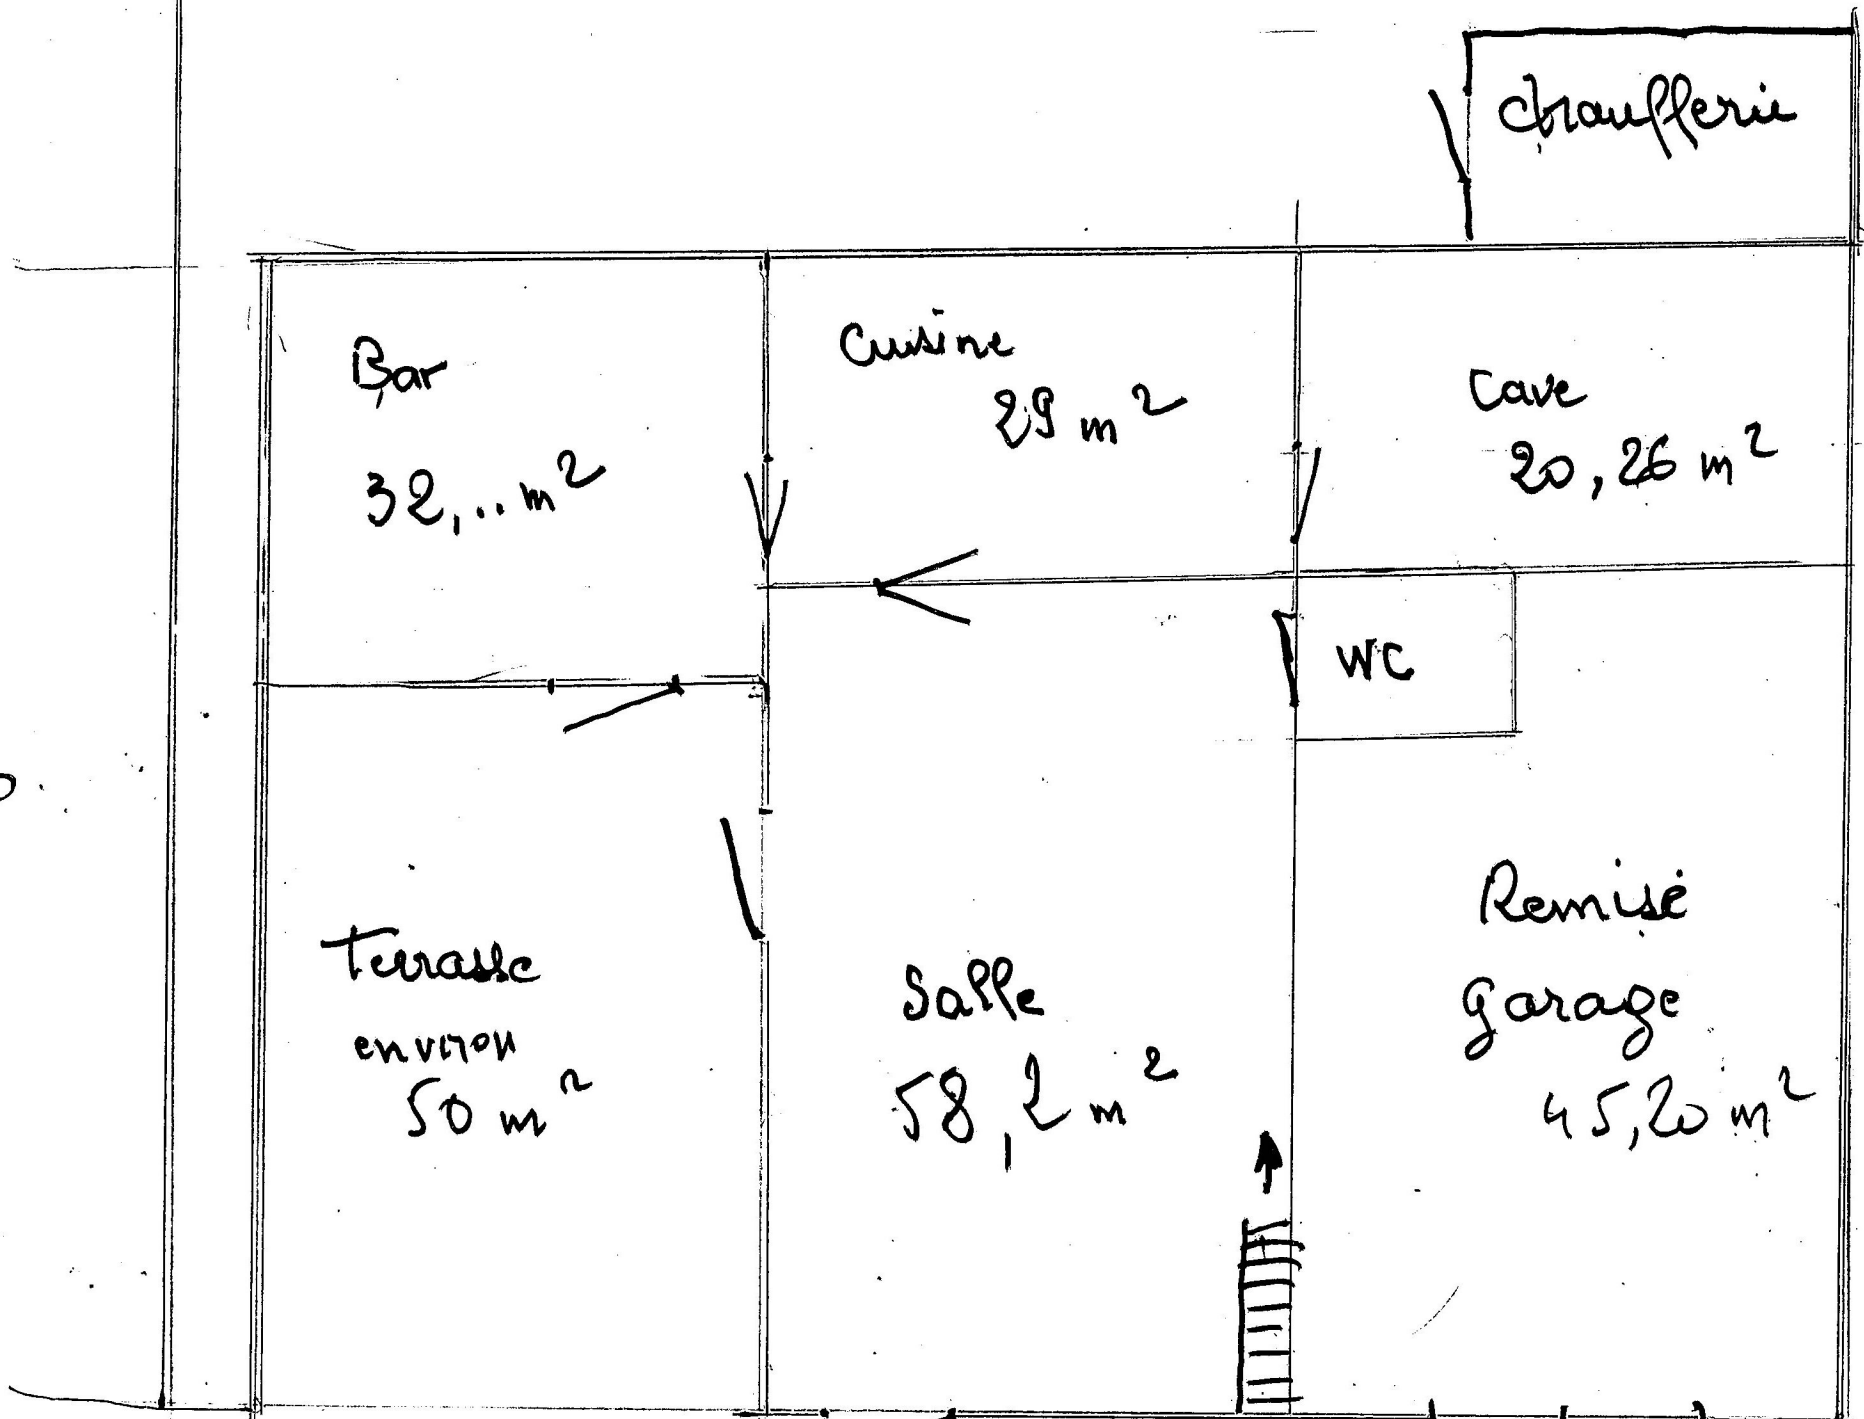 Chaufferie
Bar
32,.. m²
Cuisine
29 m²
Cave
20,26 m²
WC
Terrasse
environ
50 m²
Salle
58,2 m²
Remise
garage
45,20 m²